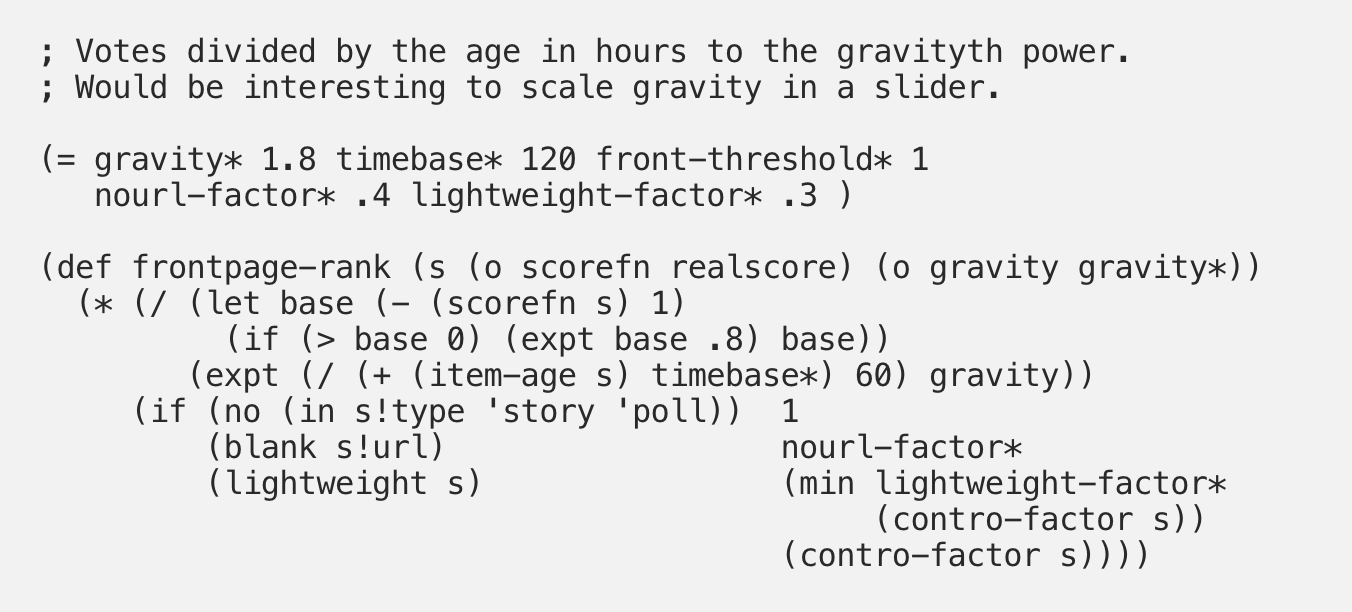 ; Votes divided by the age in hours to the gravityth power.
; Would be interesting to scale gravity in a slider.

(= gravity* 1.8 timebase* 120 front-threshold* 1
   nourl-factor* .4 lightweight-factor* .3 )

(def frontpage-rank (s (o scorefn realscore) (o gravity gravity*))
  (* (/ (let base (- (scorefn s) 1)
          (if (> base 0) (expt base .8) base))
        (expt (/ (+ (item-age s) timebase*) 60) gravity))
     (if (no (in s!type 'story 'poll))  1
         (blank s!url)                  nourl-factor*
         (lightweight s)                (min lightweight-factor*
                                             (contro-factor s))
                                        (contro-factor s))))